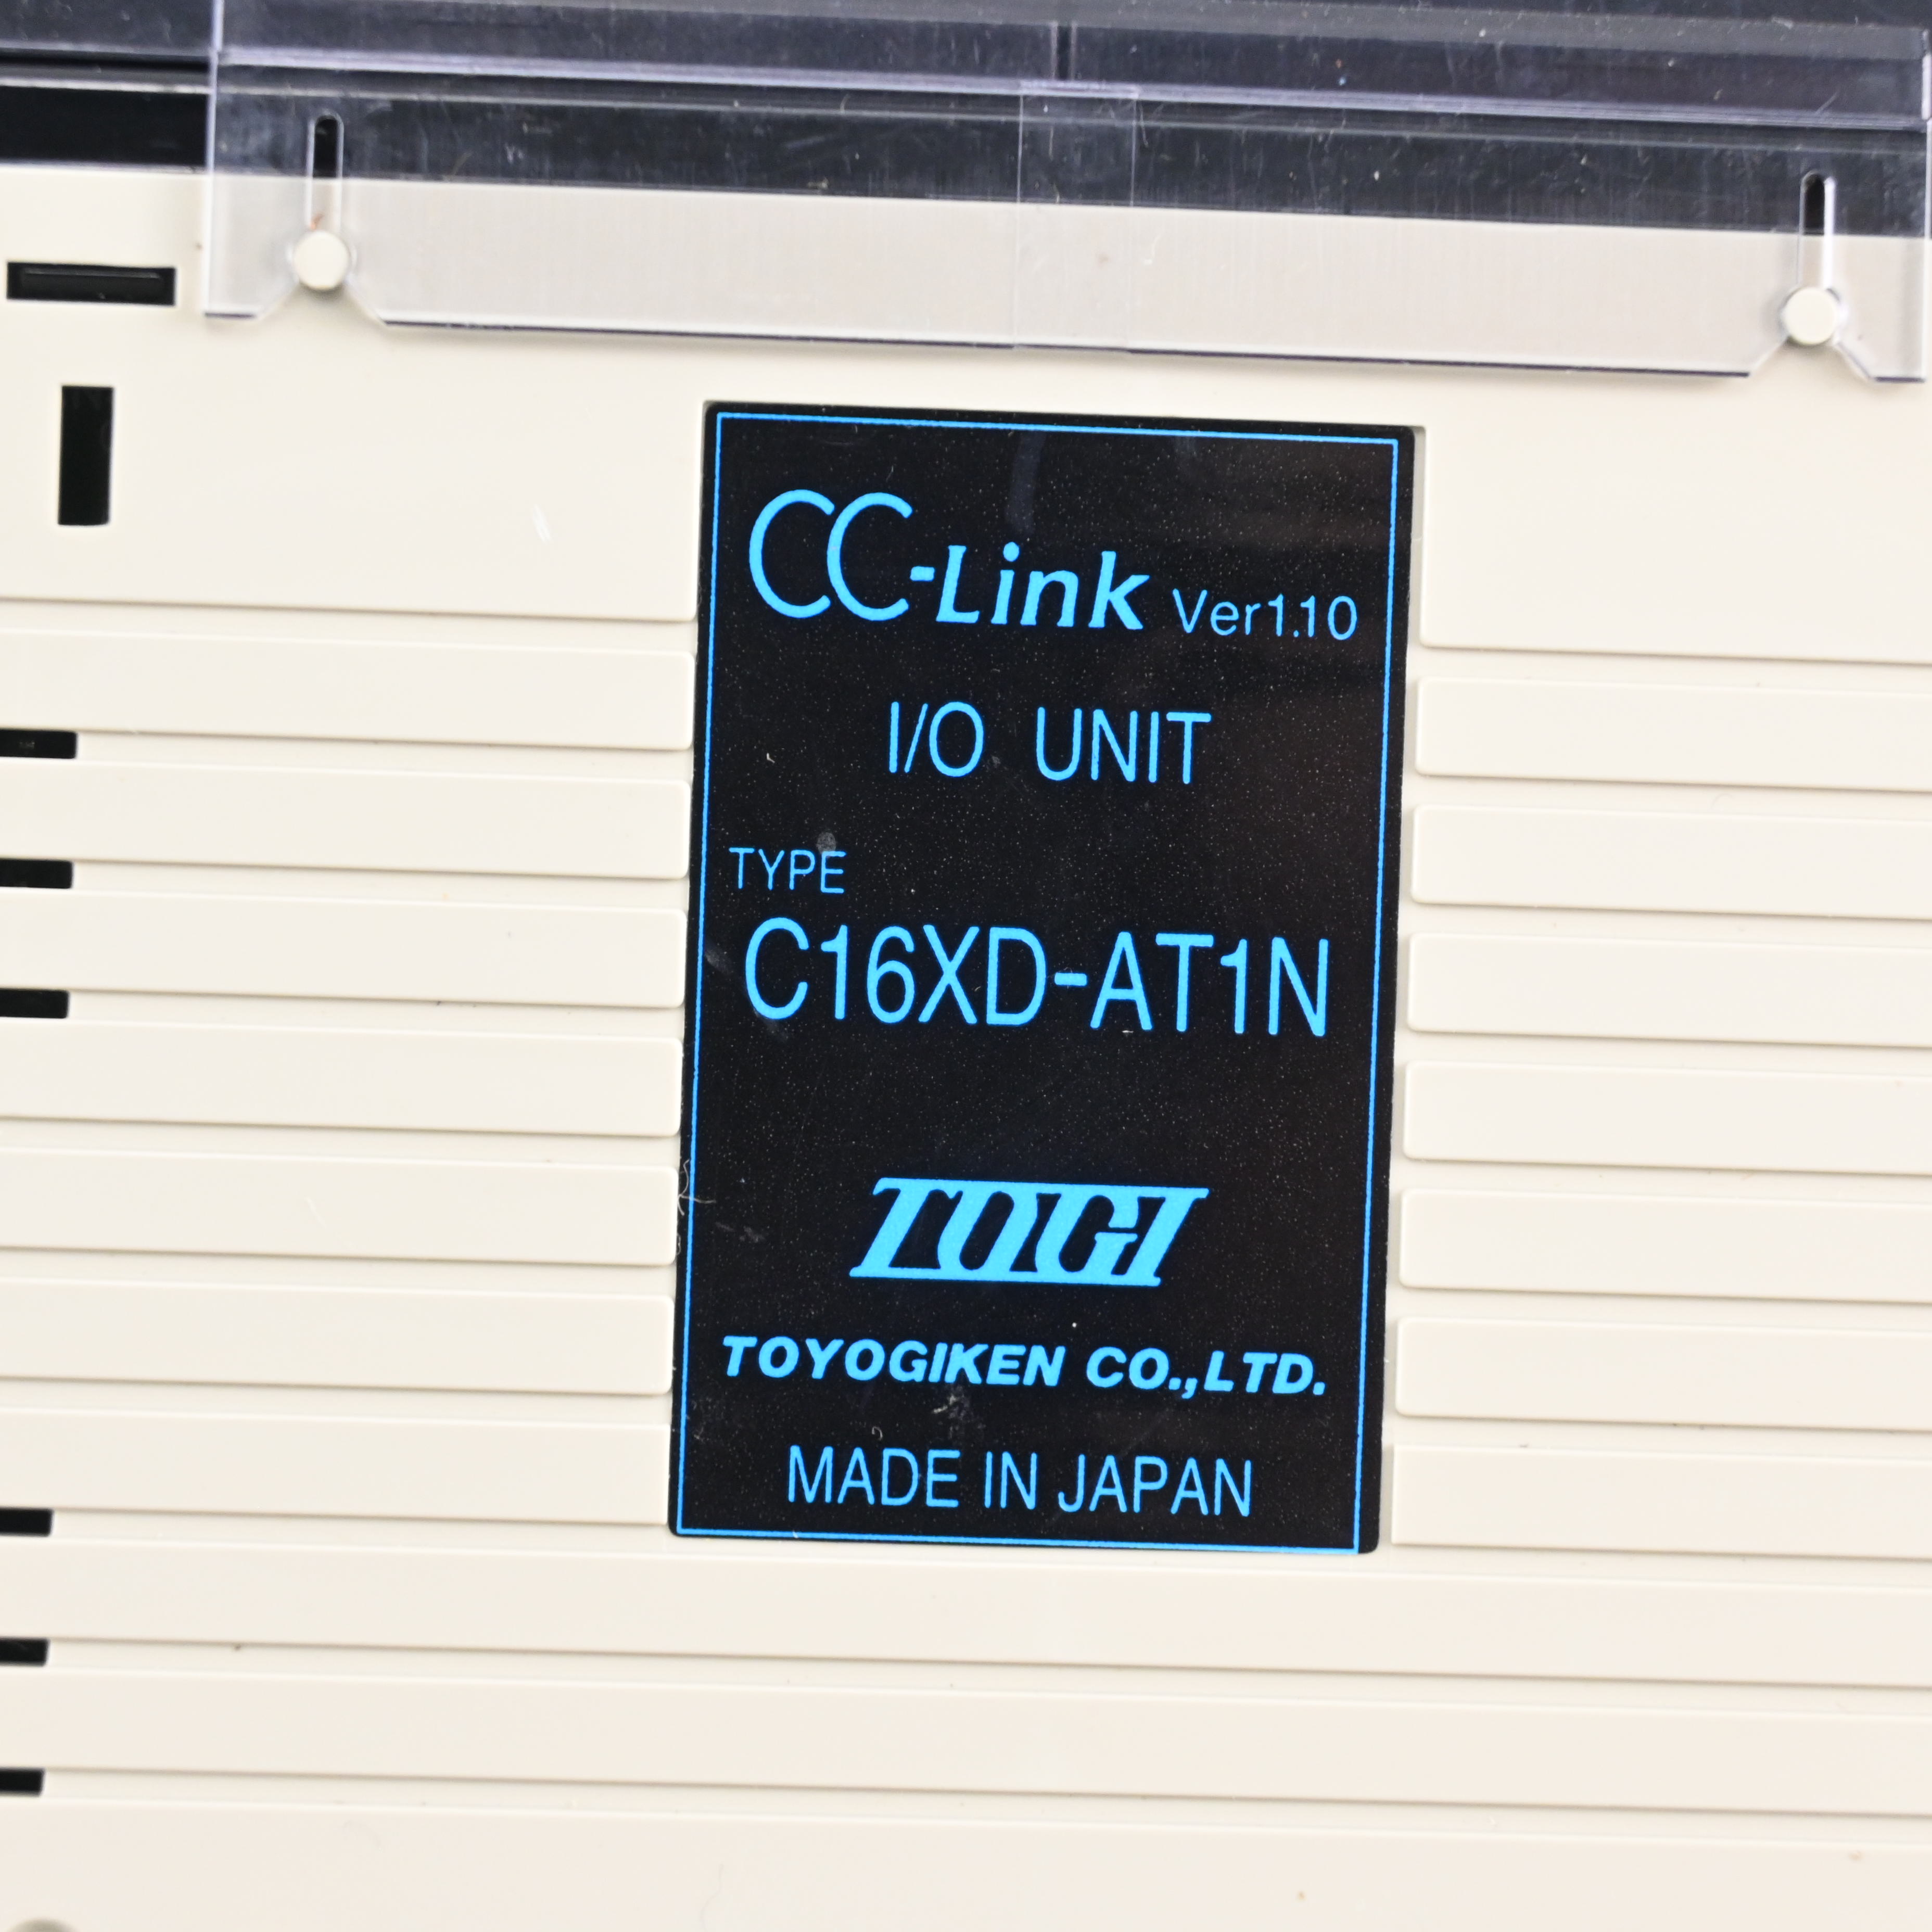 CC-Link Ver1.10
I/O UNIT
TYPE
C16XD-AT1N
TOGI
TOYOGIKEN CO.,LTD.
MADE IN JAPAN